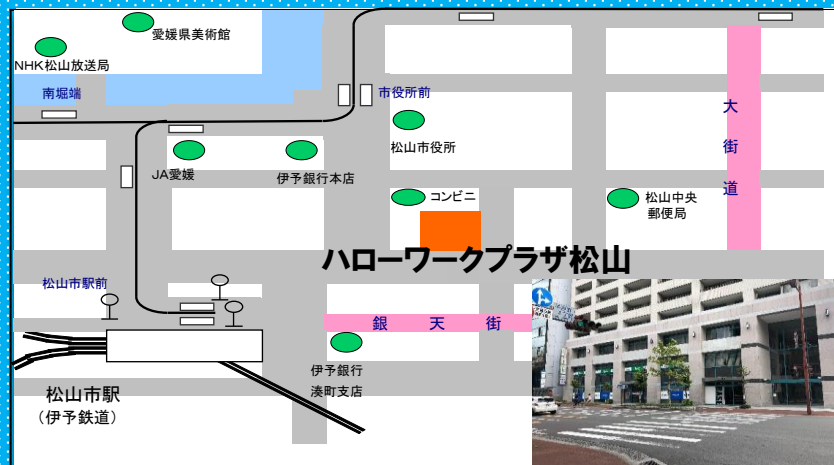 愛媛県美術館
NHK松山放送局
南堀端
市役所前
大街道
松山市役所
JA愛媛
伊予銀行本店
コンビニ
松山中央
郵便局
ハローワークプラザ松山
松山市駅前
銀天街
伊予銀行
湊町支店
松山市駅
（伊予鉄道）